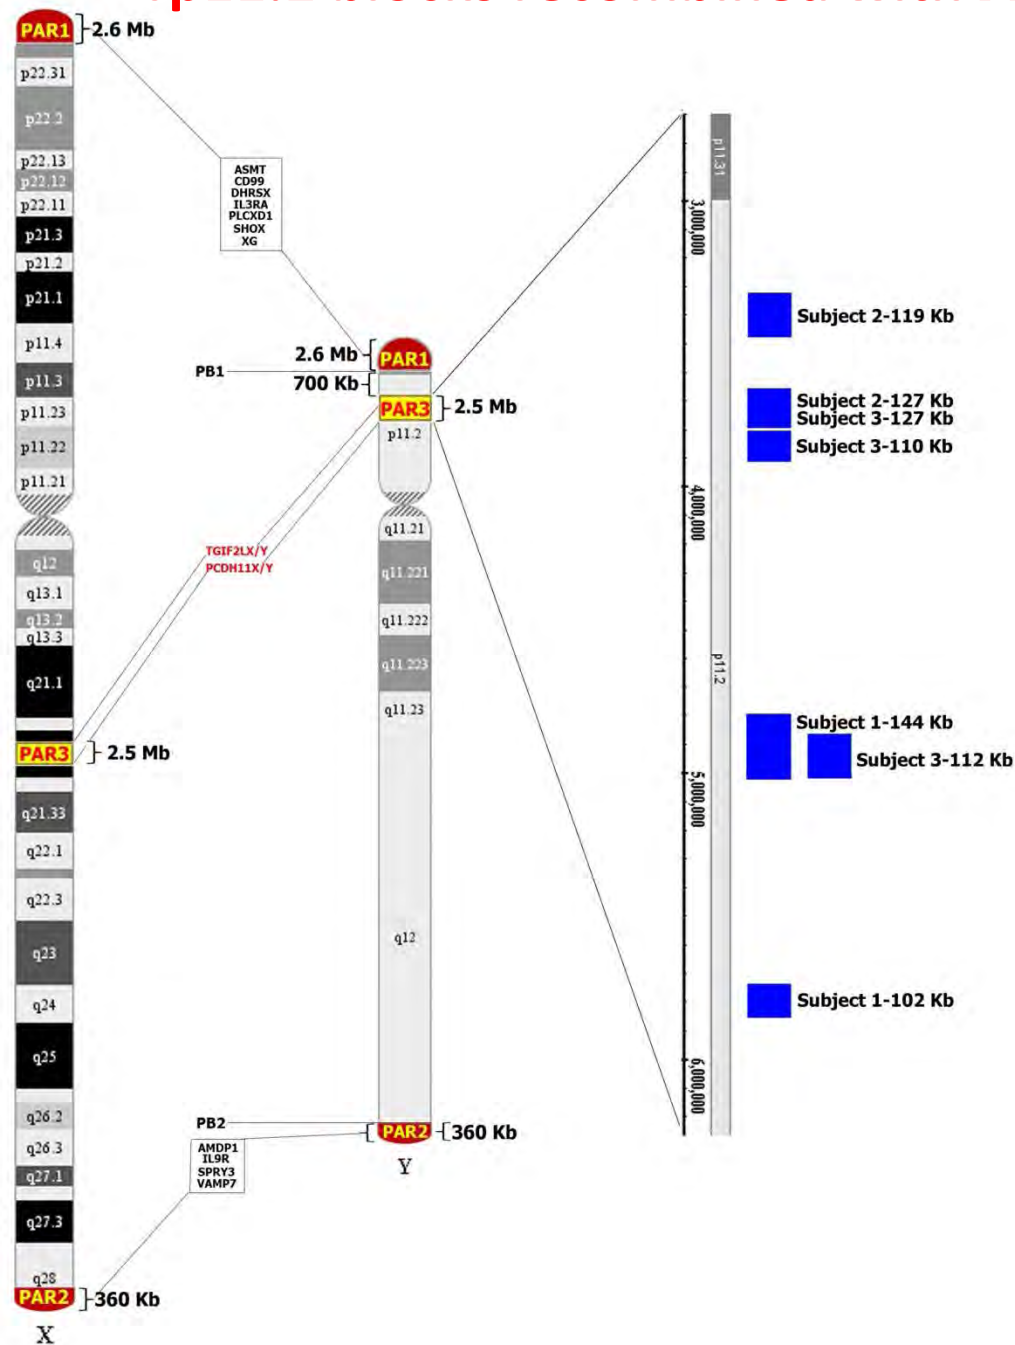 PAR1
2.6 Mb
p22.31
p22.2
p22.13
p22.12
p22.11
p21.3
p21.2
p21.1
p11.4
p11.3
p11.23
p11.22
p11.21
q12
q13.1
q13.2
q13.3
q21.1
PAR3
2.5 Mb
q21.33
q22.1
q22.3
q23
q24
q25
q26.2
q26.3
q27.1
q27.3
q28
PAR2
360 Kb
X
ASMT
CD99
DHRSX
IL3RA
PLCXD1
SHOX
XG
TGIF2LX/Y
PCDH11X/Y
AMDP1
IL9R
SPRY3
VAMP7
2.6 Mb
PAR1
PB1
700 Kb
PAR3
2.5 Mb
p11.2
q11.21
q11.221
q11.222
q11.223
q11.23
q12
PB2
PAR2
360 Kb
Y
p11.31
p11.2
3,000,000
4,000,000
5,000,000
6,000,000
Subject 2-119 Kb
Subject 2-127 Kb
Subject 3-127 Kb
Subject 3-110 Kb
Subject 1-144 Kb
Subject 3-112 Kb
Subject 1-102 Kb